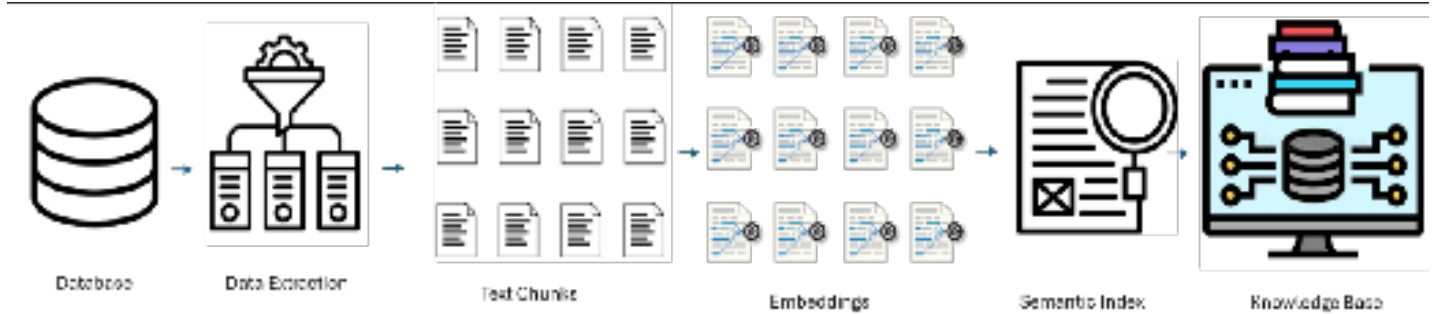 Database
Data Extraction
Text Chunks
Embeddings
Semantic Index
Knowledge Base